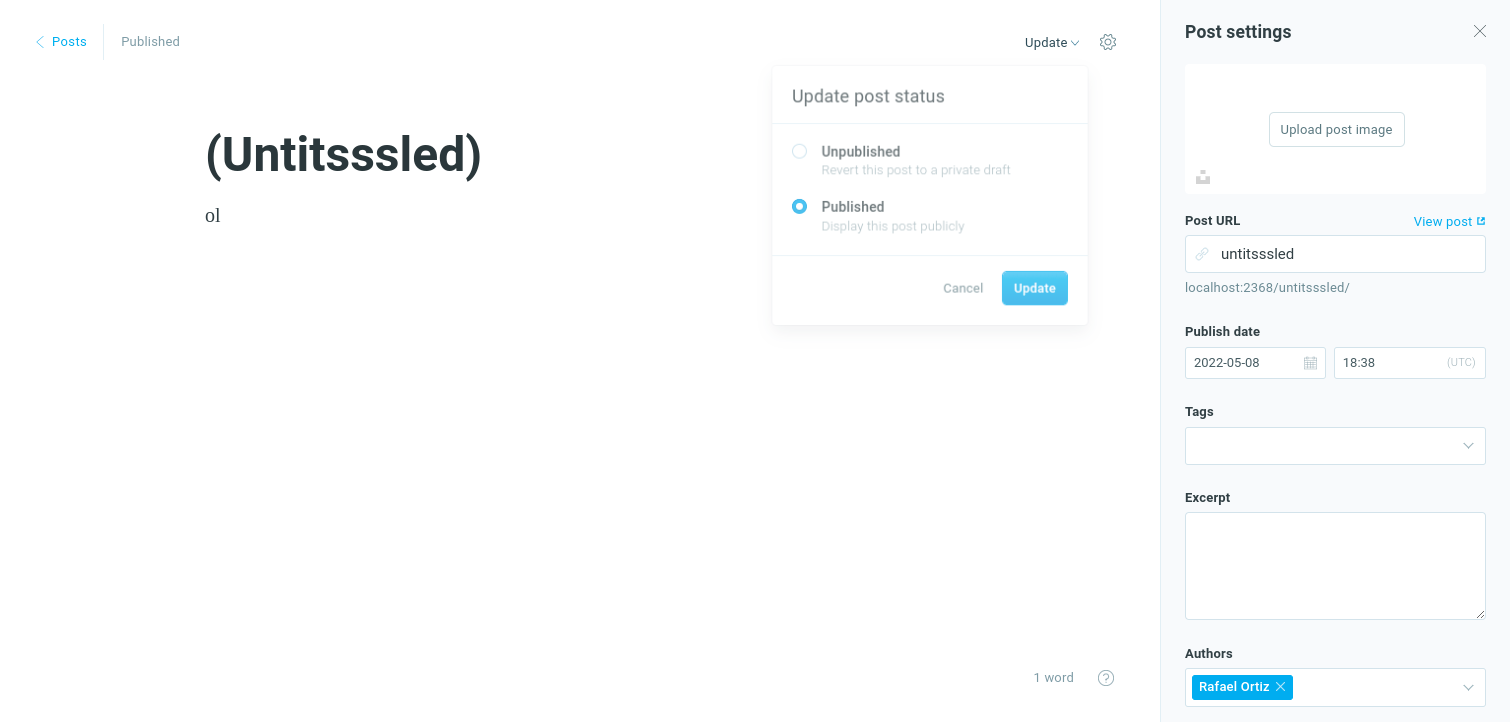 Posts
Published
Update
Update post status
Unpublished
Revert this post to a private draft
Published
Display this post publicly
Cancel
Update
(Untitsssled)
ol
1 word
Post settings
Upload post image
Post URL
View post
untitsssled
localhost:2368/untitsssled/
Publish date
2022-05-08
18:38
(UTC)
Tags
Excerpt
Authors
Rafael Ortiz